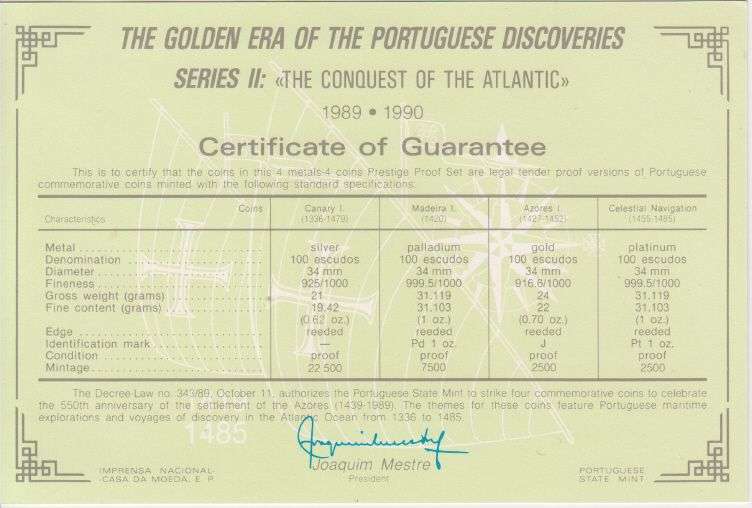 THE GOLDEN ERA OF THE PORTUGUESE DISCOVERIES
SERIES II: «THE CONQUEST OF THE ATLANTIC»
1989 • 1990
Certificate of Guarantee
This is to certify that the coins in this 4 metals-4 coins Prestige Proof Set are legal tender proof versions of Portuguese
commemorative coins minted with the following standard specifications:
Coins Canary I. Madeira I. Azores I. Celestial Navigation
Characteristics (1336-1479) (1420) (1427-1452) (1455-1485)
Metal silver palladium gold platinum
Denomination 100 escudos 100 escudos 100 escudos 100 escudos
Diameter 34 mm 34 mm 34 mm 34 mm
Fineness 925/1000 999.5/1000 916.6/1000 999.5/1000
Gross weight (grams) 21 31.119 24 31.119
Fine content (grams) 19.42 31.103 22 31.103
(0.62 oz.) (1 oz.) (0.70 oz.) (1 oz.)
Edge reeded reeded reeded reeded
Identification mark — Pd 1 oz. J Pt 1 oz.
Condition proof proof proof proof
Mintage 22 500 7500 2500 2500
The Decree-Law no. 343/89, October 11, authorizes the Portuguese State Mint to strike four commemorative coins to celebrate
the 550th anniversary of the settlement of the Azores (1439-1989). The themes for these coins feature Portuguese maritime
explorations and voyages of discovery in the Atlantic Ocean from 1336 to 1485.
1485
Joaquim Mestre
President
IMPRENSA NACIONAL-
-CASA DA MOEDA, E. P.
PORTUGUESE
STATE MINT